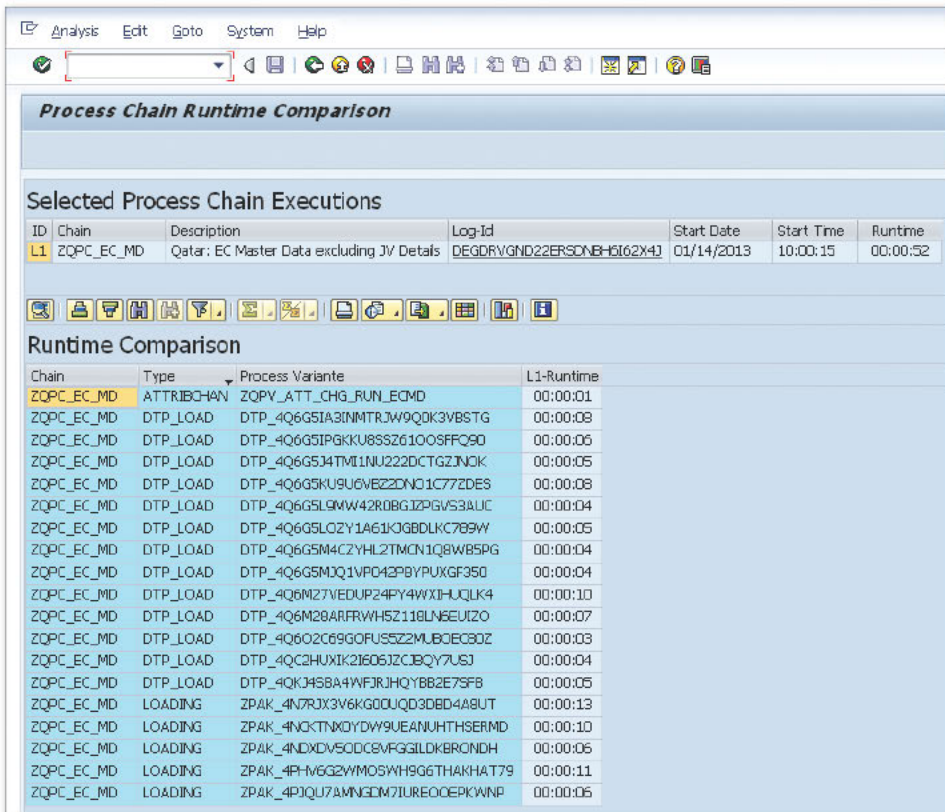 Analysis Edit Goto System Help
Process Chain Runtime Comparison
Selected Process Chain Executions
ID Chain Description Log-Id Start Date Start Time Runtime
L1 ZQPC_EC_MD Qatar: EC Master Data excluding JV Details DEGDRVGND22ERSDNBH6I62X4J 01/14/2013 10:00:15 00:00:52
Runtime Comparison
Chain Type Process Variante L1-Runtime
ZQPC_EC_MD ATTRIBCHAN ZQPV_ATT_CHG_RUN_ECMD 00:00:01
ZQPC_EC_MD DTP_LOAD DTP_4Q6G5IA3INMTRJW9Q0K3VBSTG 00:00:08
ZQPC_EC_MD DTP_LOAD DTP_4Q6G5IPGKKU8SSZ61OOSFFQ90 00:00:06
ZQPC_EC_MD DTP_LOAD DTP_4Q6G5J4TMI1NU222DCTGZJNOK 00:00:05
ZQPC_EC_MD DTP_LOAD DTP_4Q6G5KU9U6VBZ2DNO1C77ZDES 00:00:08
ZQPC_EC_MD DTP_LOAD DTP_4Q6G5L9MW42R0BGJZPGVS3AUC 00:00:04
ZQPC_EC_MD DTP_LOAD DTP_4Q6G5LOZY1A61KJGBDLKC789W 00:00:05
ZQPC_EC_MD DTP_LOAD DTP_4Q6G5M4CZYHL2TMCN1Q8WB5PG 00:00:04
ZQPC_EC_MD DTP_LOAD DTP_4Q6G5MJQ1VPO42PBYPUXGF350 00:00:04
ZQPC_EC_MD DTP_LOAD DTP_4Q6M27VEDUP24PY4WXIHUQLK4 00:00:10
ZQPC_EC_MD DTP_LOAD DTP_4Q6M28ARFRWH5Z118LN6EUIZO 00:00:07
ZQPC_EC_MD DTP_LOAD DTP_4Q6O2C69GOFUS5Z2MUBOEC80Z 00:00:03
ZQPC_EC_MD DTP_LOAD DTP_4QC2HUXIK2I6O6JZCJBQY7USJ 00:00:04
ZQPC_EC_MD DTP_LOAD DTP_4QKJ4SBA4WFJRJHQYBB2E7SFB 00:00:05
ZQPC_EC_MD LOADING ZPAK_4N7RJX3V6KG0OUQD3DBD4A8UT 00:00:13
ZQPC_EC_MD LOADING ZPAK_4NCKTNX0YDW9UEANUHTHSERMD 00:00:10
ZQPC_EC_MD LOADING ZPAK_4NDXDV5ODC8VFGGILDKBRONDH 00:00:06
ZQPC_EC_MD LOADING ZPAK_4PHV6G2WMOSWH9G6THAKHAT79 00:00:11
ZQPC_EC_MD LOADING ZPAK_4PJQU7AMNGDM7IUREOOEPKWNP 00:00:06